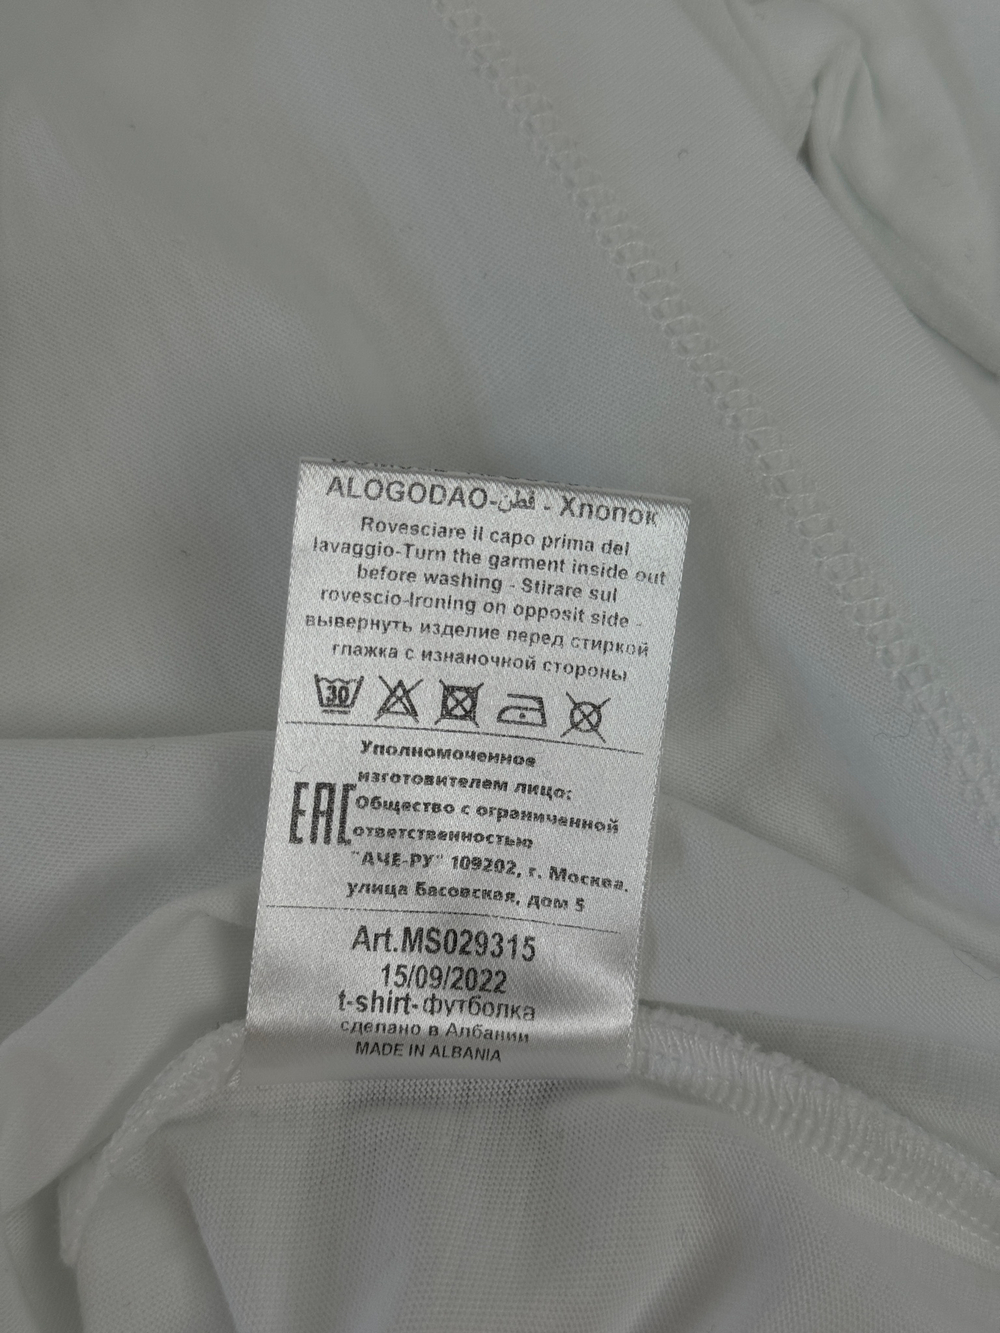 ALOGODAO-قطن - Хлопок
Rovesciare il capo prima del
lavaggio-Turn the garment inside out
before washing - Stirare sul
rovescio-Ironing on opposit side -
вывернуть изделие перед стиркой
глажка с изнаночной стороны
30
Уполномоченное
изготовителем лицо:
EAC
Общество с ограниченной
ответственностью
"АЧЕ-РУ" 109202, г. Москва.
улица Басовская, дом 5
Art.MS029315
15/09/2022
t-shirt-футболка
сделано в Албании
MADE IN ALBANIA